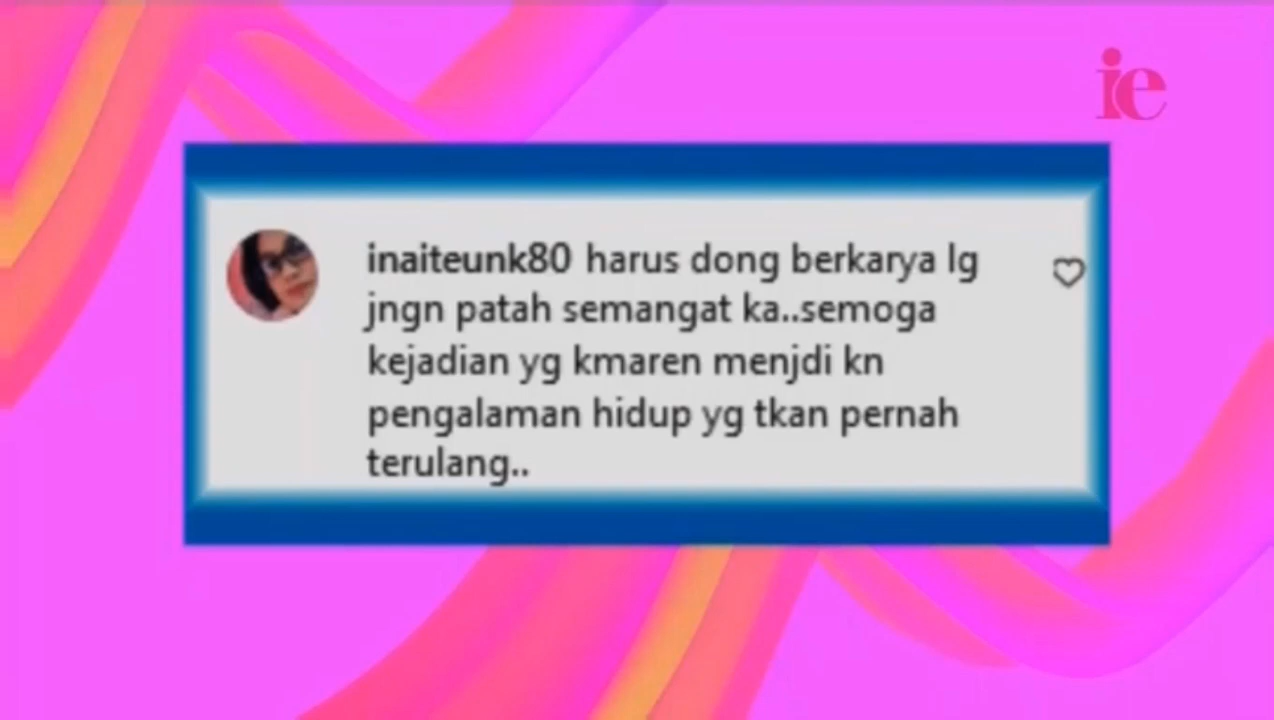 ie
inaiteunk80 harus dong berkarya lg
jngn patah semangat ka..semoga
kejadian yg kmaren menjdi kn
pengalaman hidup yg tkan pernah
terulang..